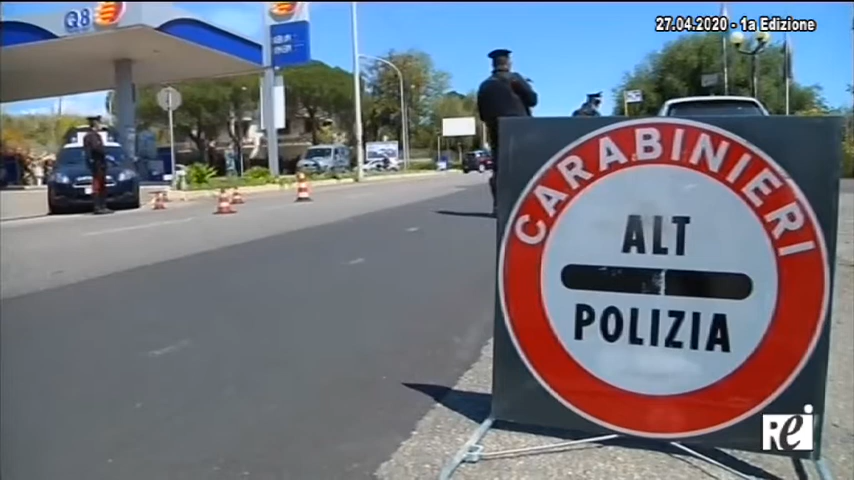 27.04.2020 - 1a Edizione
Q8
CARABINIERI
ALT
POLIZIA
Rei